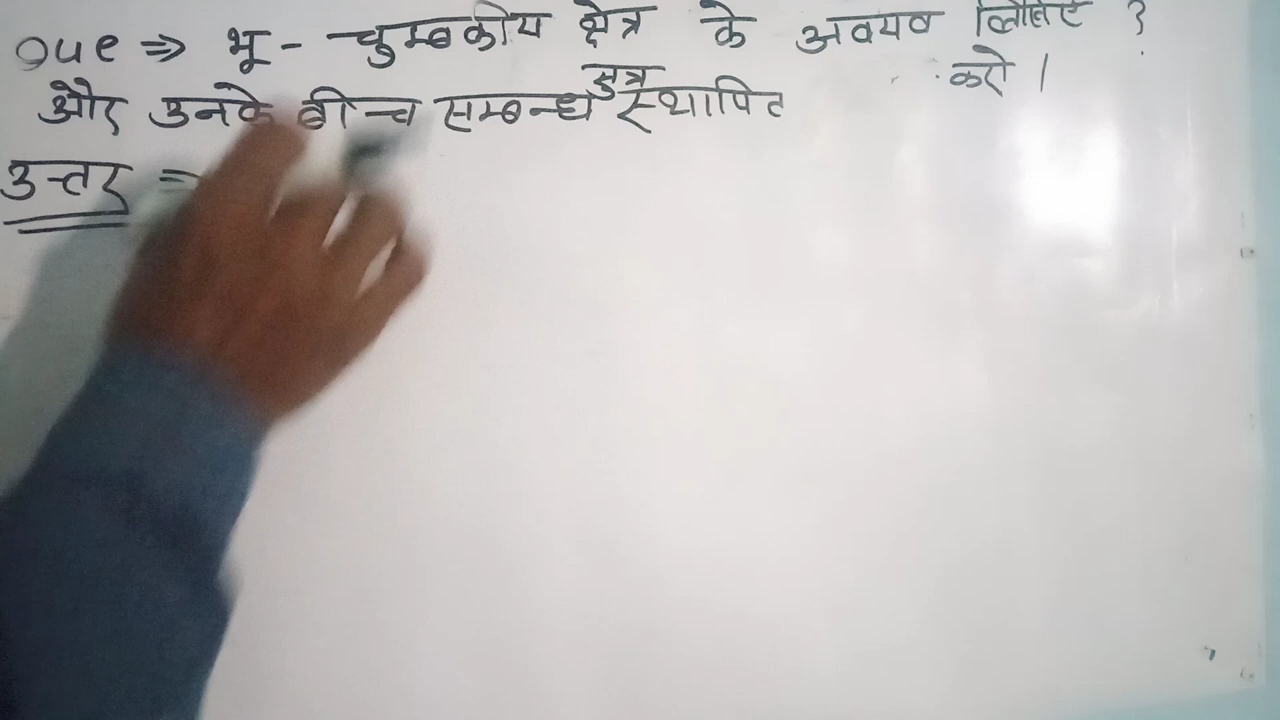 Que ⇒ भू - चुम्बकीय क्षेत्र के अवयव लिखिए ?
और उनके बीच सम्बन्ध सूत्र स्थापित करो ।
उत्तर ⇒